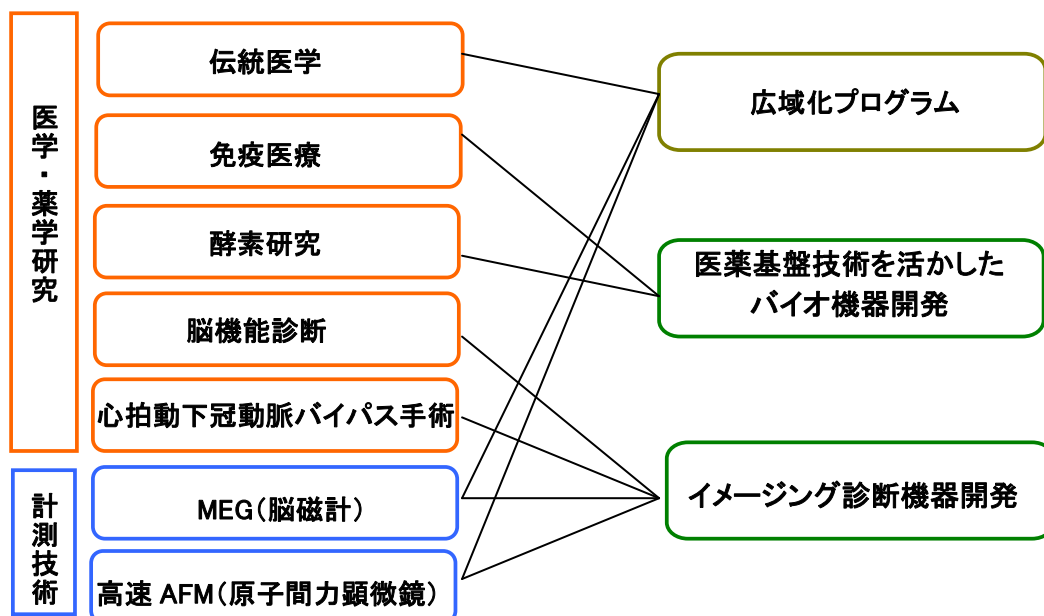 医学・薬学研究
伝統医学
免疫医療
酵素研究
脳機能診断
心拍動下冠動脈バイパス手術
計測技術
MEG(脳磁計)
高速 AFM(原子間力顕微鏡)
広域化プログラム
医薬基盤技術を活かした
バイオ機器開発
イメージング診断機器開発